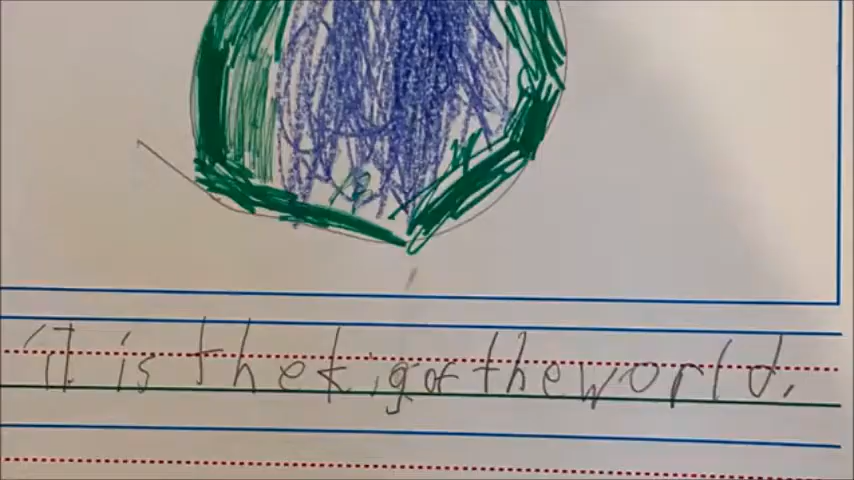 it is the kig of the world.